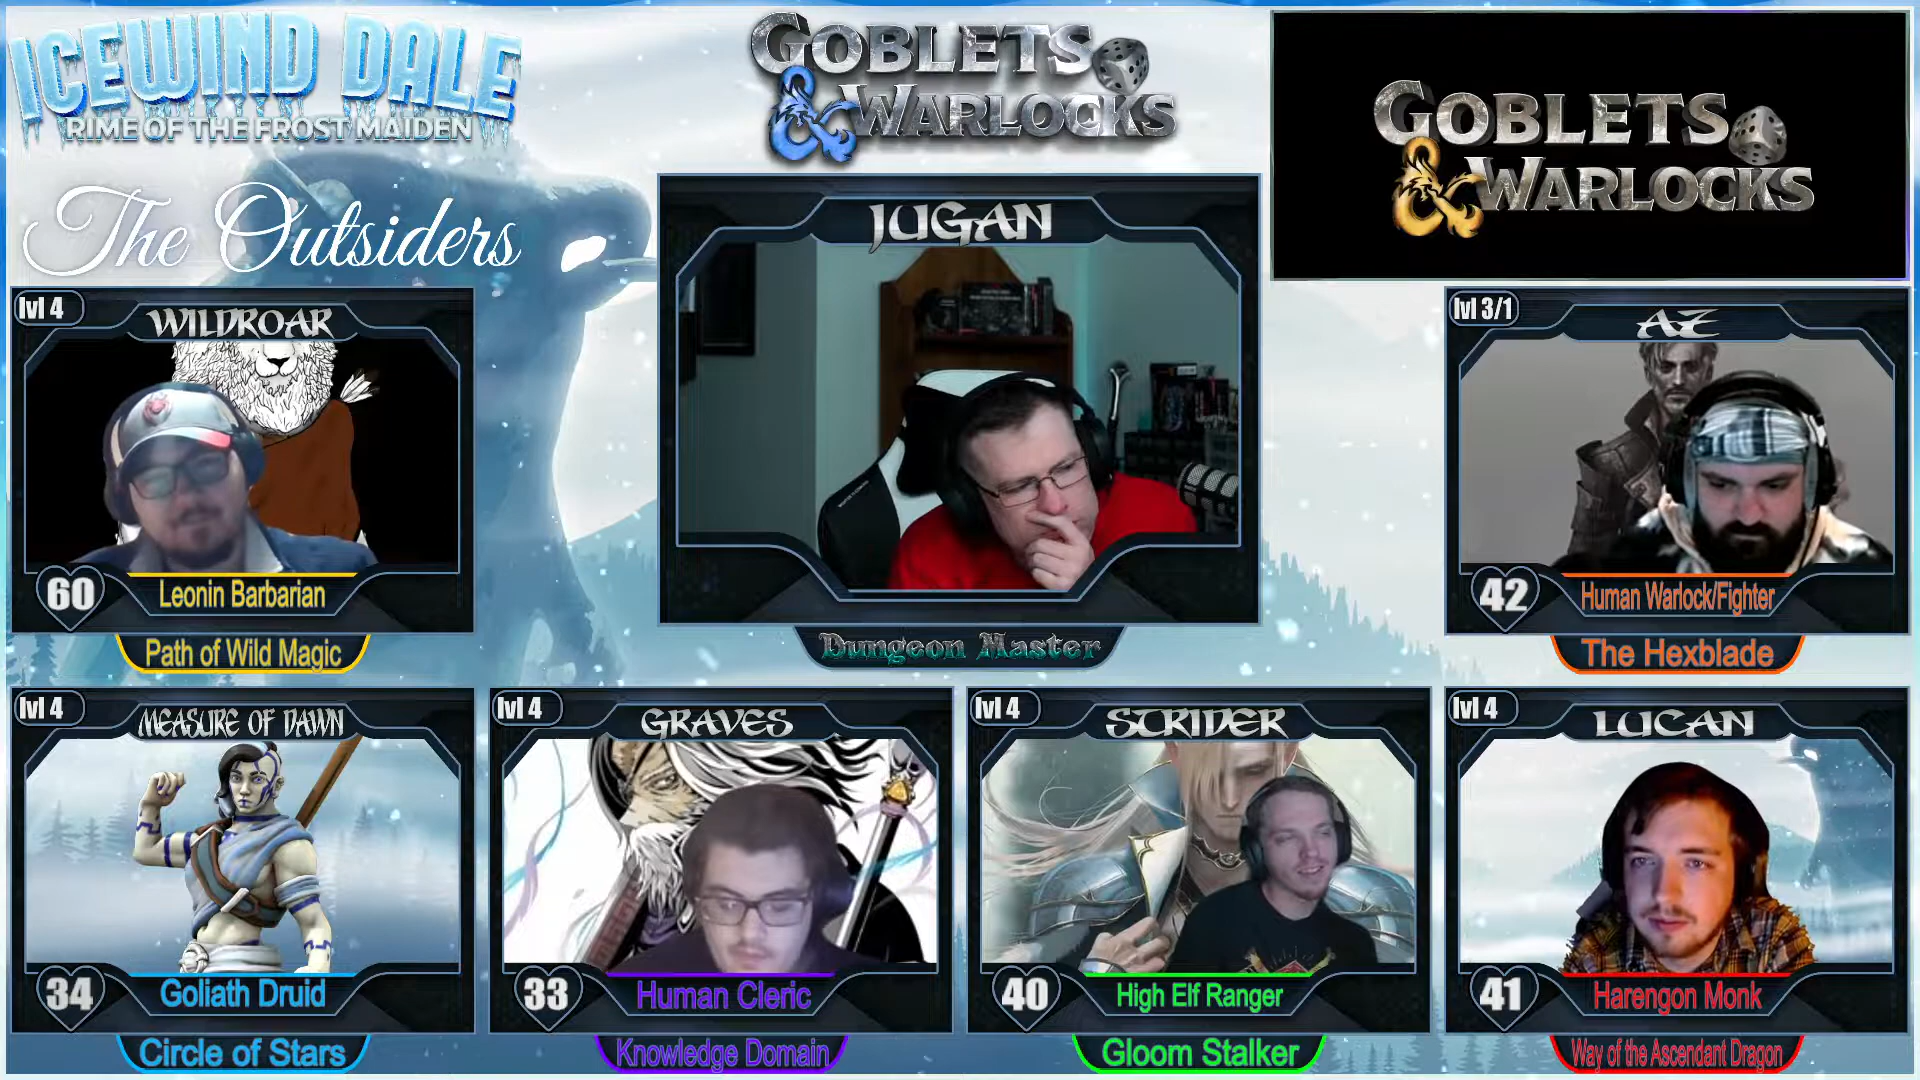 ICEWIND DALE
RIME OF THE FROST MAIDEN
The Outsiders
GOBLETS
& WARLOCKS
GOBLETS
& WARLOCKS
JUGAN
Dungeon Master
lvl 4
WILDROAR
60
Leonin Barbarian
Path of Wild Magic
lvl 3/1
AZ
42
Human Warlock/Fighter
The Hexblade
lvl 4
MEASURE OF DAWN
34
Goliath Druid
Circle of Stars
lvl 4
GRAVES
33
Human Cleric
Knowledge Domain
lvl 4
STRIDER
40
High Elf Ranger
Gloom Stalker
lvl 4
LUCAN
41
Harengon Monk
Way of the Ascendant Dragon